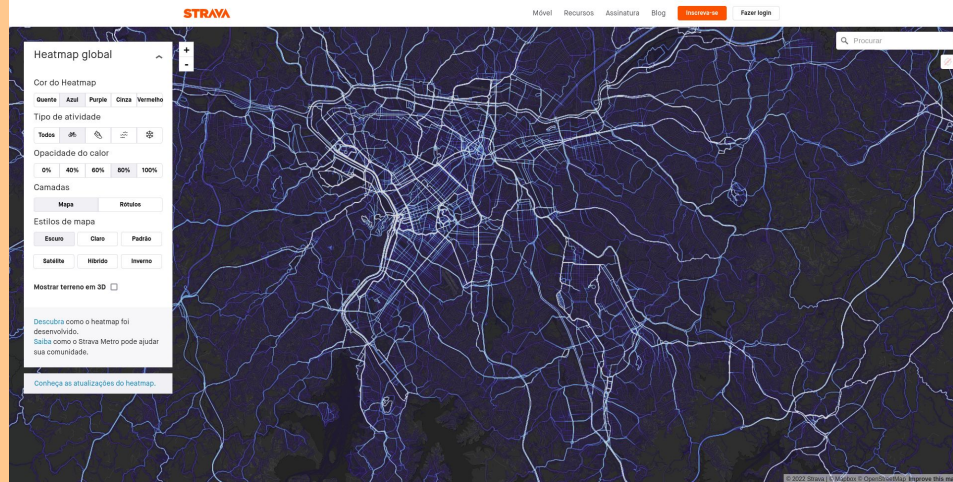 STRAVA
Móvel Recursos Assinatura Blog Inscreva-se Fazer login
Heatmap global
+
-
Procurar
Cor do Heatmap
Quente Azul Purple Cinza Vermelho
Tipo de atividade
Todos
Opacidade do calor
0% 40% 60% 80% 100%
Camadas
Mapa Rótulos
Estilos de mapa
Escuro Claro Padrão
Satélite Híbrido Inverno
Mostrar terreno em 3D
Descubra como o heatmap foi
desenvolvido.
Saiba como o Strava Metro pode ajudar
sua comunidade.
Conheça as atualizações do heatmap.
© 2022 Strava | © Mapbox © OpenStreetMap Improve this ma